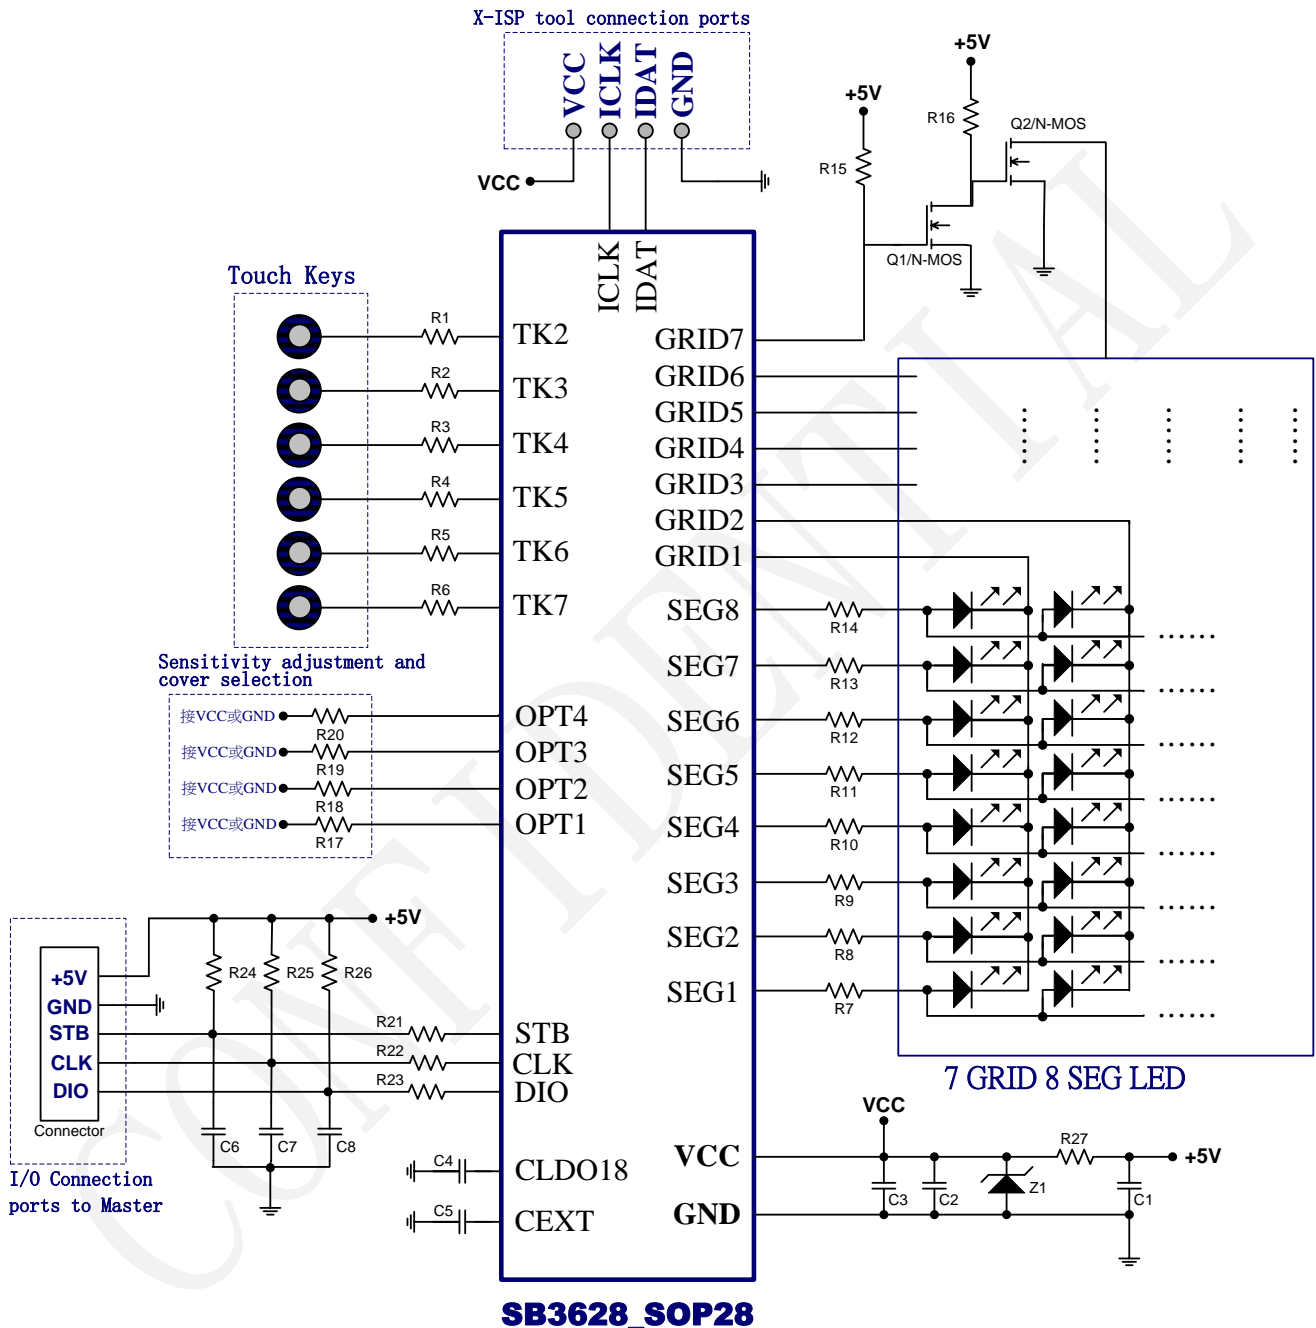 X-ISP tool connection ports
VCC
ICLK
IDAT
GND
VCC
+5V
+5V
R16
Q2/N-MOS
R15
Q1/N-MOS
ICLK
IDAT
Touch Keys
R1
TK2
R2
TK3
R3
TK4
R4
TK5
R5
TK6
R6
TK7
GRID7
GRID6
GRID5
GRID4
GRID3
GRID2
GRID1
SEG8
R14
SEG7
R13
SEG6
R12
SEG5
R11
SEG4
R10
SEG3
R9
SEG2
R8
SEG1
R7
7 GRID 8 SEG LED
Sensitivity adjustment and
cover selection
接VCC或GND
R20
OPT4
接VCC或GND
R19
OPT3
接VCC或GND
R18
OPT2
接VCC或GND
R17
OPT1
+5V
R24
R25
R26
+5V
GND
STB
CLK
DIO
Connector
R21
STB
R22
CLK
R23
DIO
C6
C7
C8
I/O Connection
ports to Master
C4
CLDO18
C5
CEXT
VCC
GND
VCC
R27
+5V
C3
C2
Z1
C1
SB3628_SOP28
CONFIDENTIAL